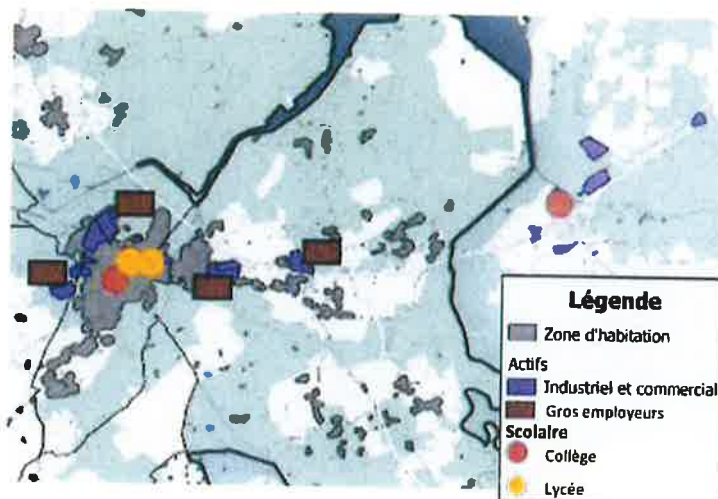 Légende
Zone d'habitation
Actifs
Industriel et commercial
Gros employeurs
Scolaire
Collège
Lycée